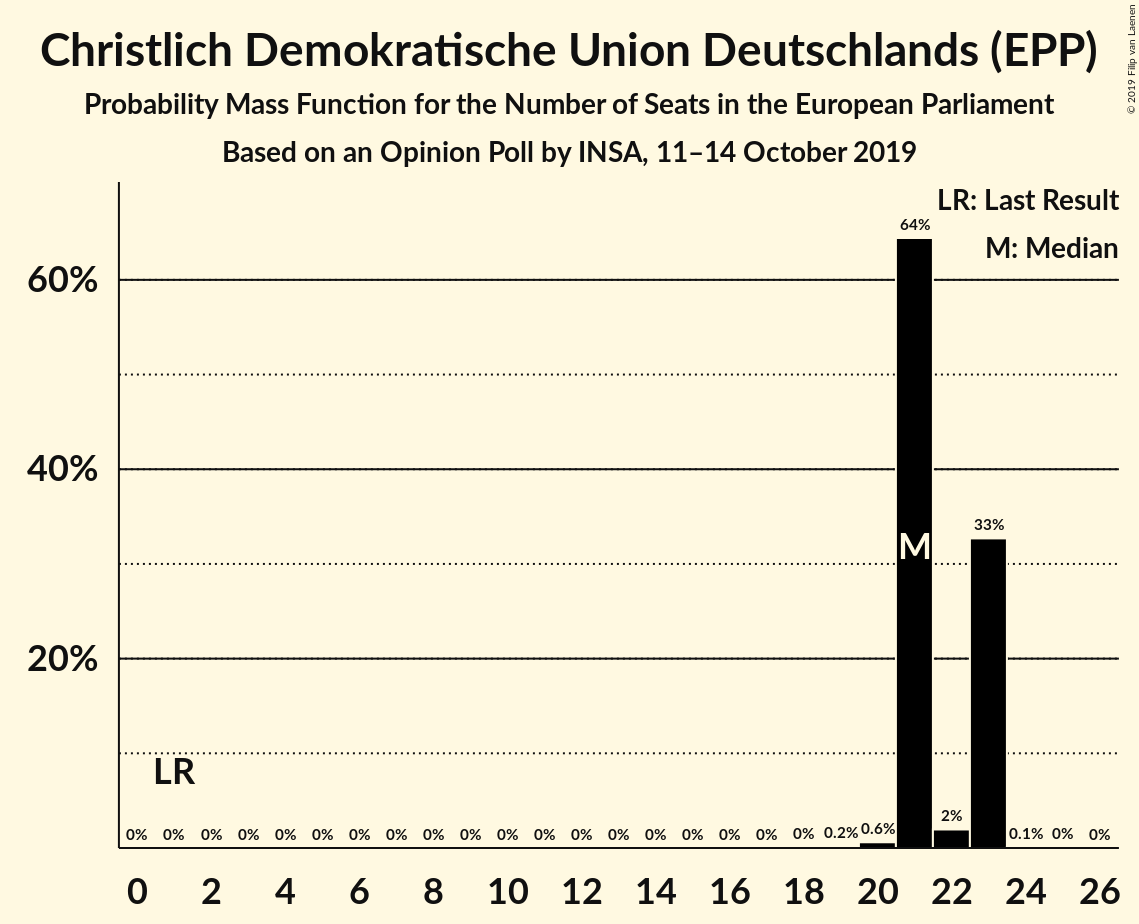 Christlich Demokratische Union Deutschlands (EPP)
Probability Mass Function for the Number of Seats in the European Parliament
Based on an Opinion Poll by INSA, 11–14 October 2019
© 2019 Filip van Laenen
LR: Last Result
M: Median
64%
60%
40%
33%
M
20%
LR
0% 0% 0% 0% 0% 0% 0% 0% 0% 0% 0% 0% 0% 0% 0% 0% 0% 0% 0% 0.2% 0.6% 2% 0.1% 0% 0%
0 2 4 6 8 10 12 14 16 18 20 22 24 26